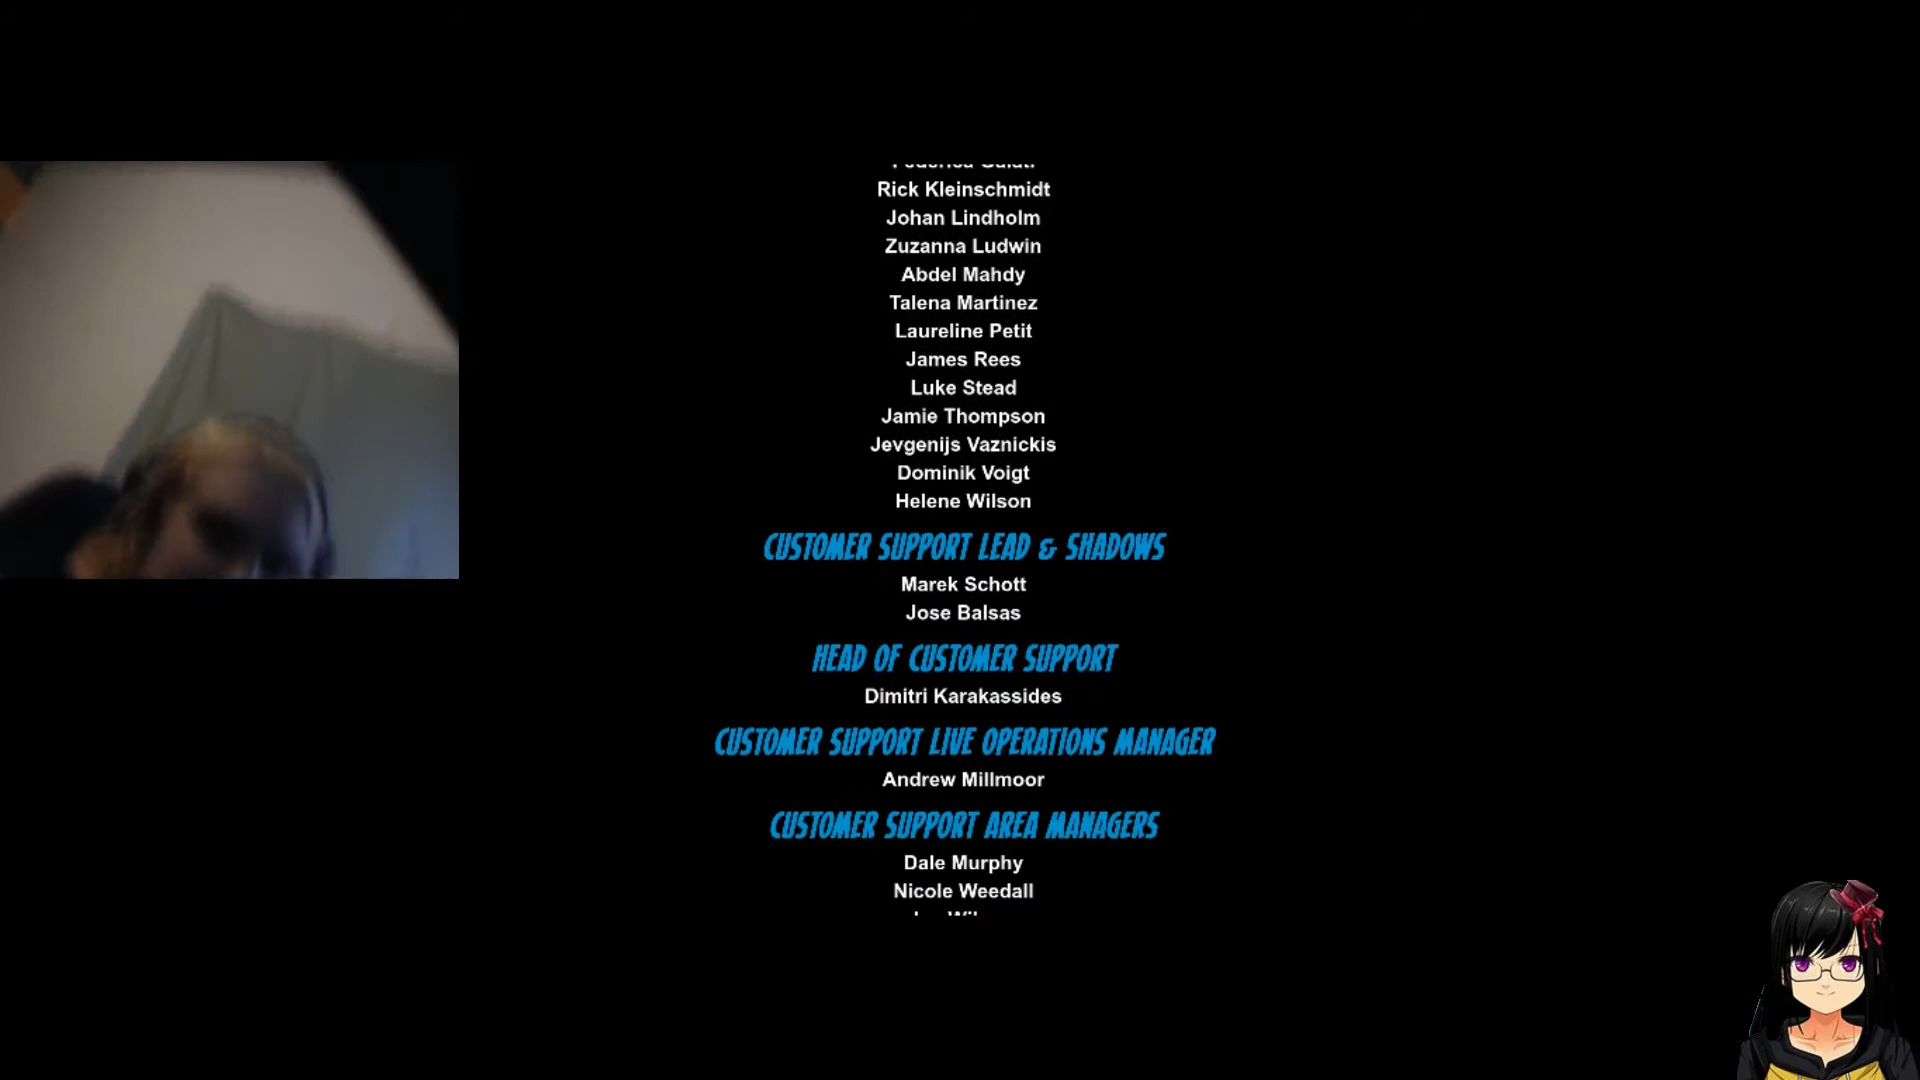 Rick Kleinschmidt
Johan Lindholm
Zuzanna Ludwin
Abdel Mahdy
Talena Martinez
Laureline Petit
James Rees
Luke Stead
Jamie Thompson
Jevgenijs Vaznickis
Dominik Voigt
Helene Wilson
CUSTOMER SUPPORT LEAD & SHADOWS
Marek Schott
Jose Balsas
HEAD OF CUSTOMER SUPPORT
Dimitri Karakassides
CUSTOMER SUPPORT LIVE OPERATIONS MANAGER
Andrew Millmoor
CUSTOMER SUPPORT AREA MANAGERS
Dale Murphy
Nicole Weedall